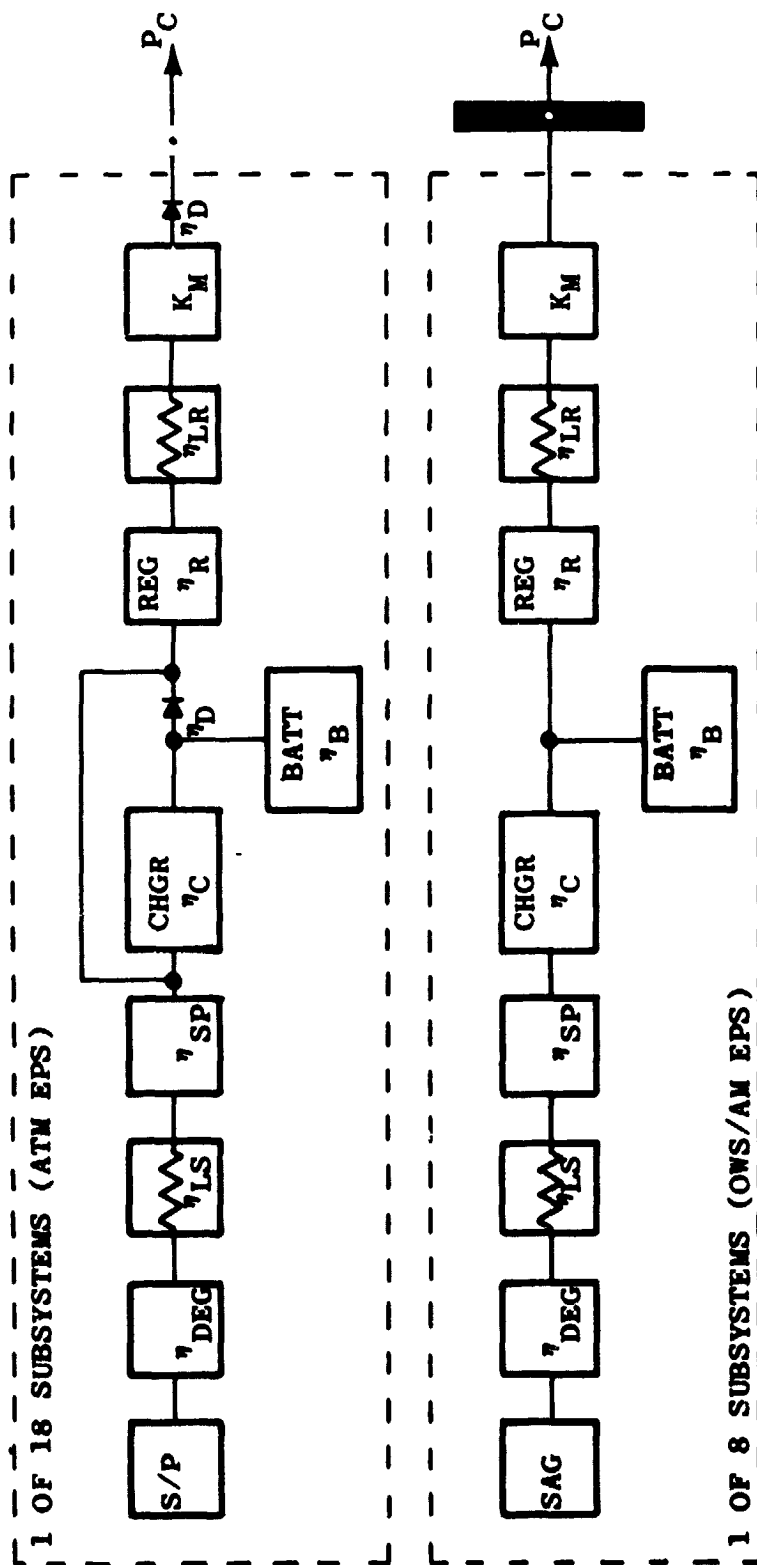 1 OF 18 SUBSYSTEMS (ATM EPS)
S/P
ηDEG
ηLS
ηSP
CHGR
ηC
BATT
ηB
ηD
REG
ηR
ηLR
KM
ηD
PC
1 OF 8 SUBSYSTEMS (OWS/AM EPS)
SAG
ηDEG
ηLS
ηSP
CHGR
ηC
BATT
ηB
REG
ηR
ηLR
KM
PC